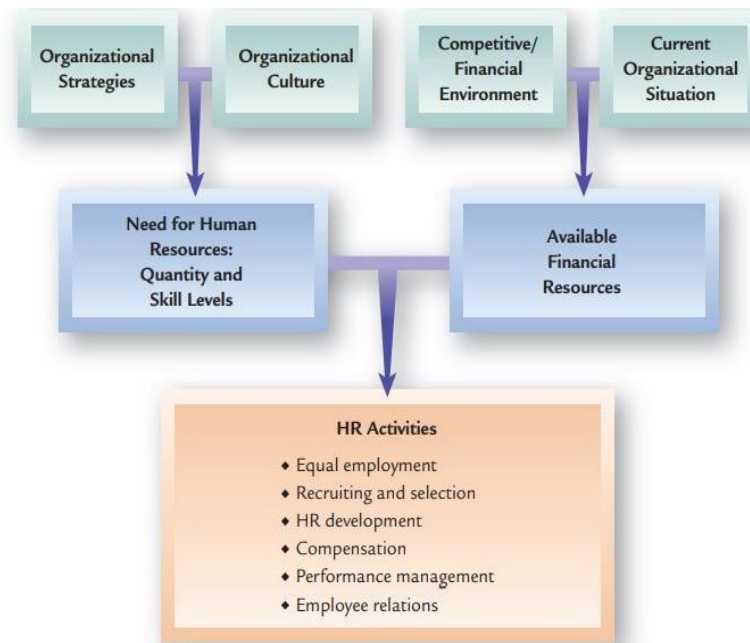 Organizational
Strategies
Organizational
Culture
Competitive/
Financial
Environment
Current
Organizational
Situation
Need for Human
Resources:
Quantity and
Skill Levels
Available
Financial
Resources
HR Activities
◆ Equal employment
◆ Recruiting and selection
◆ HR development
◆ Compensation
◆ Performance management
◆ Employee relations